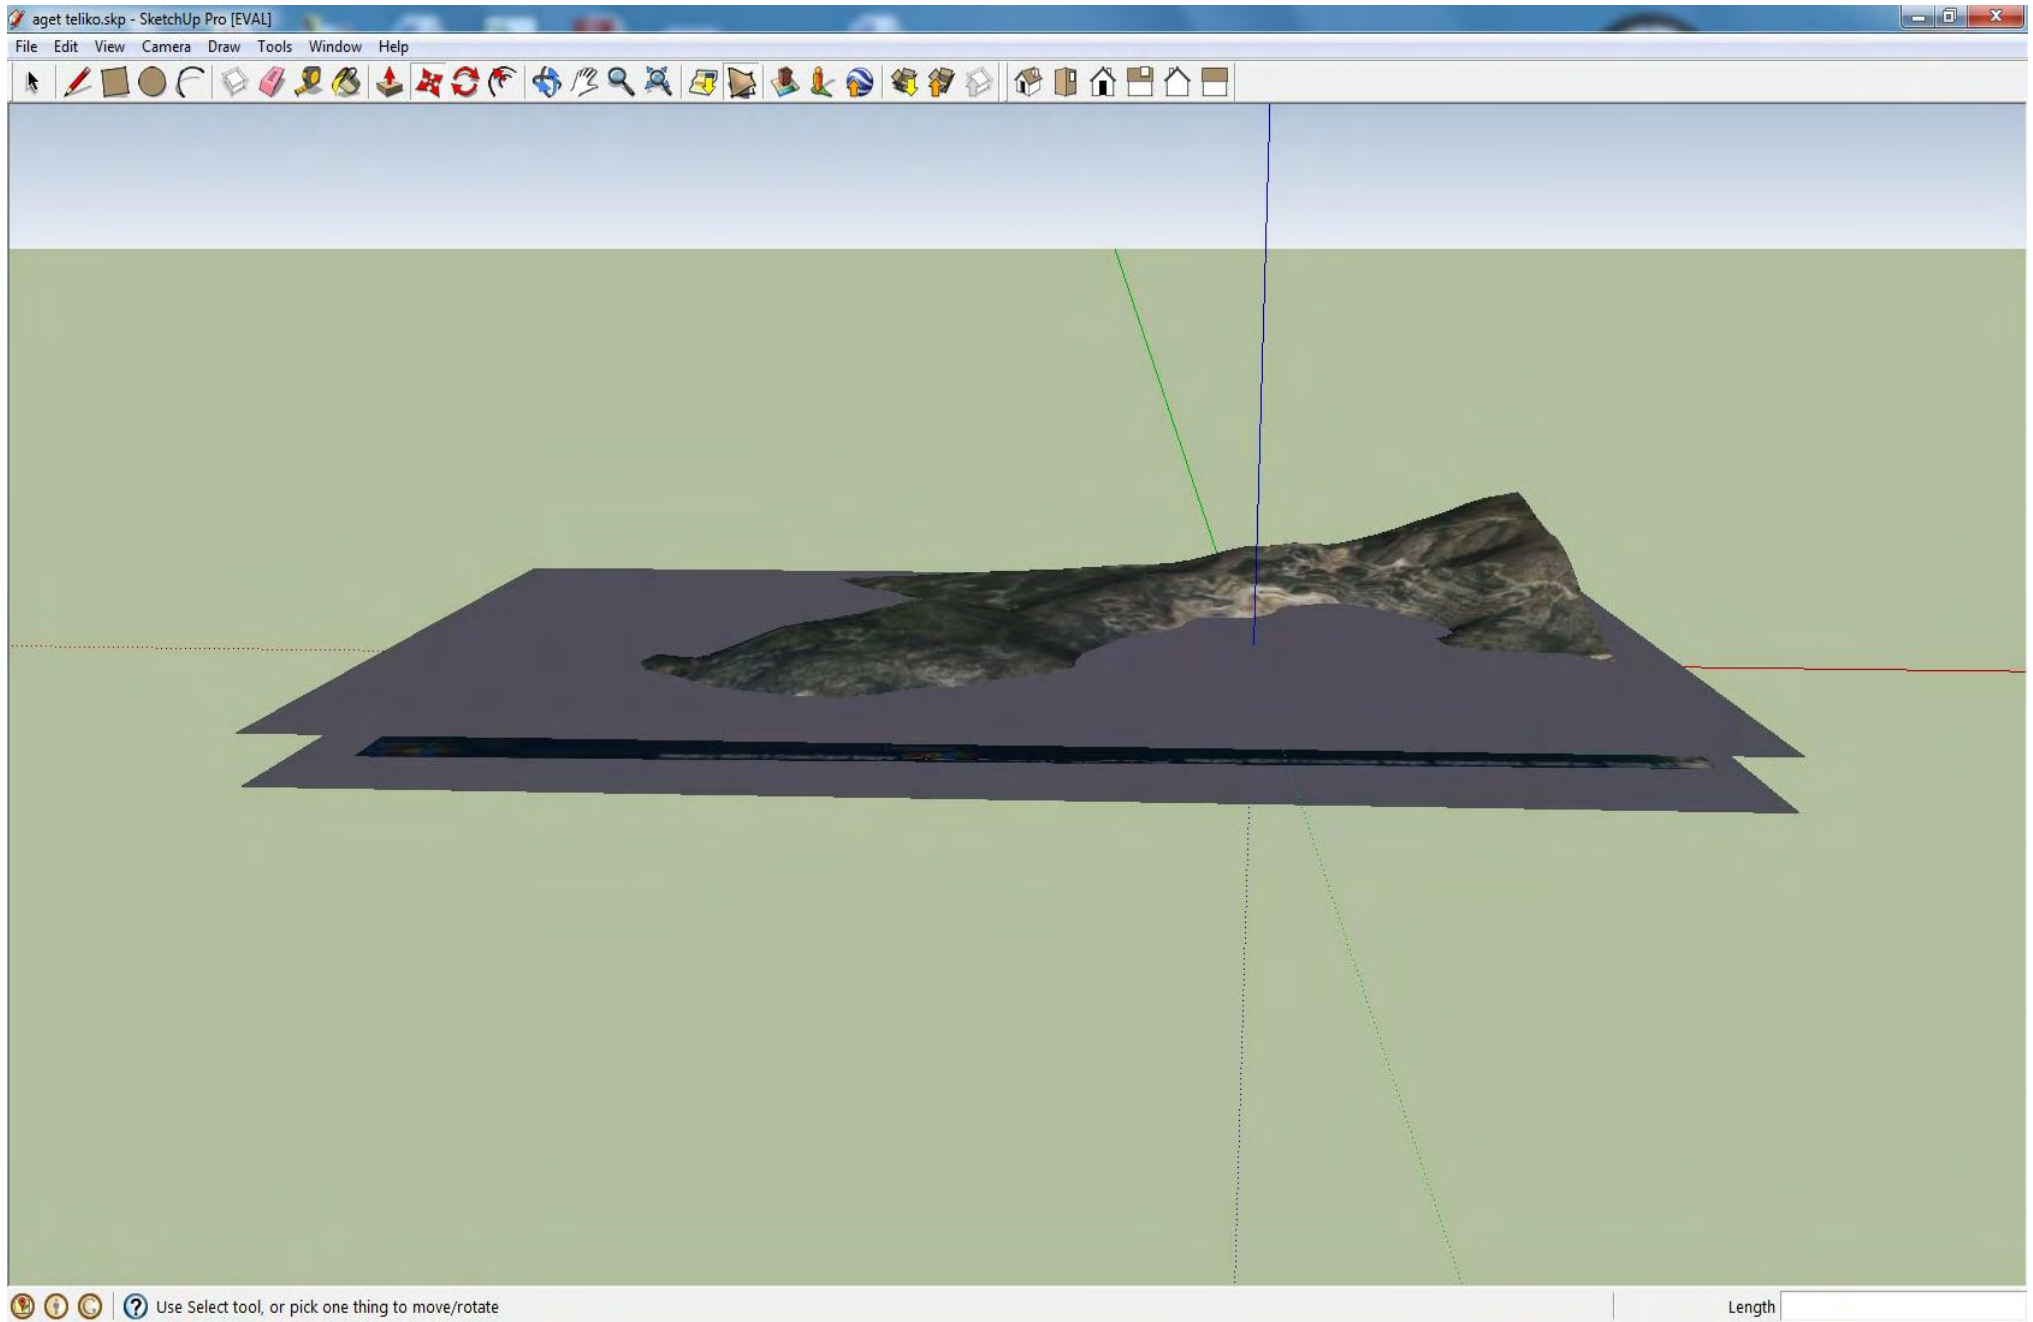 aget teliko.skp - SketchUp Pro [EVAL]
File Edit View Camera Draw Tools Window Help
Use Select tool, or pick one thing to move/rotate
Length